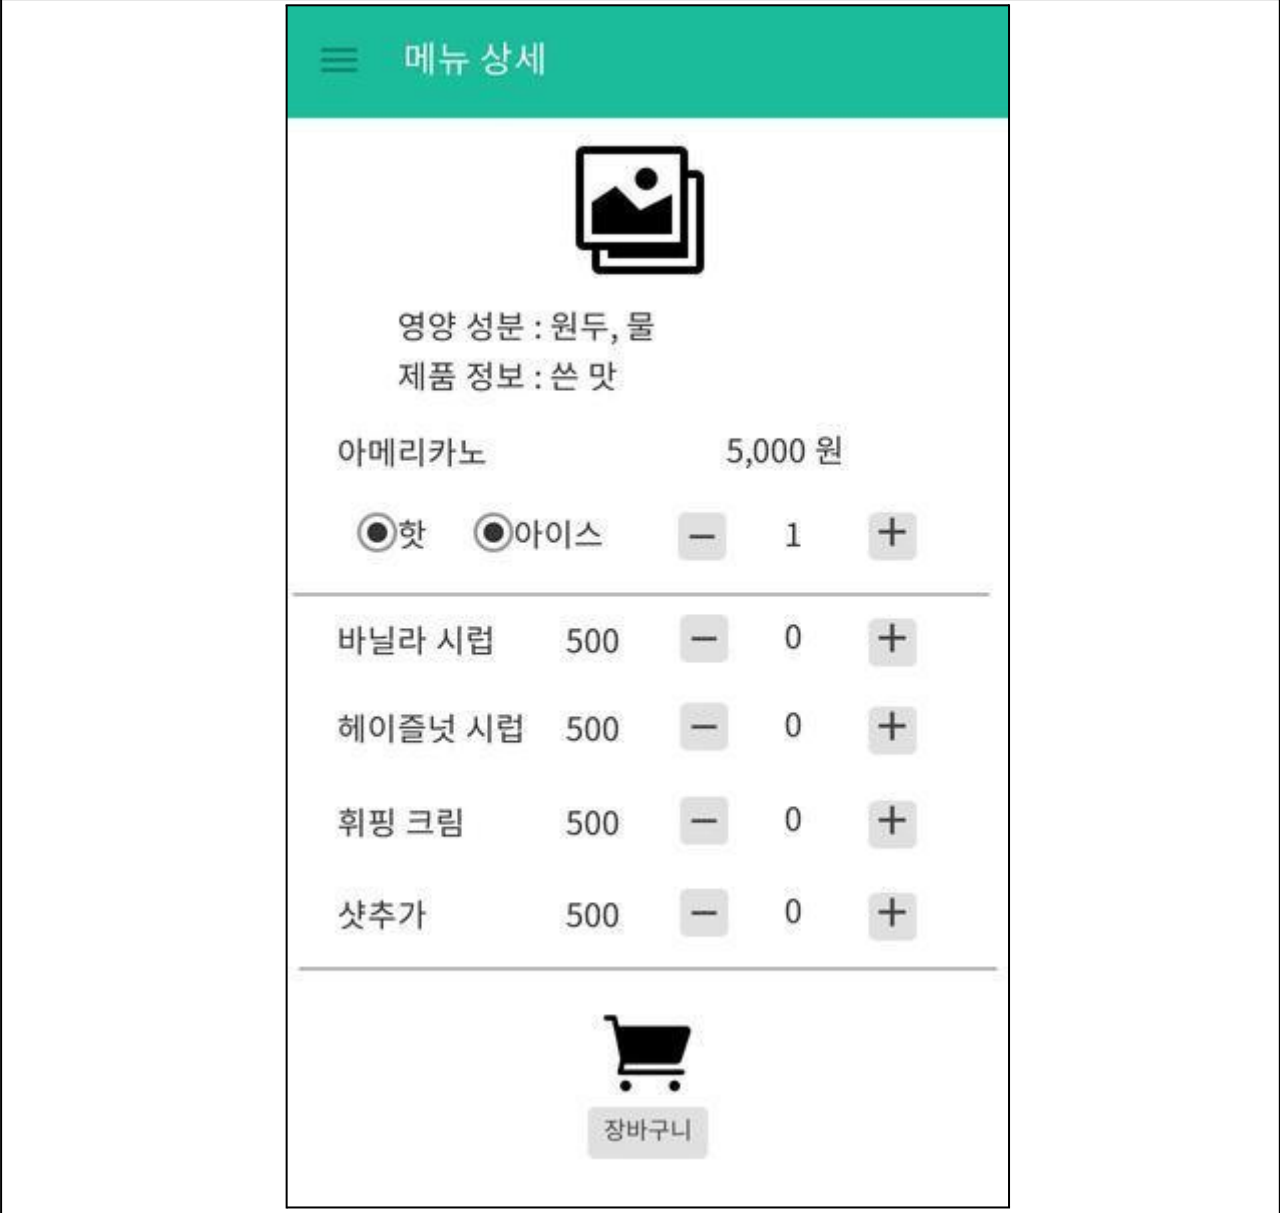 메뉴 상세
영양 성분 : 원두, 물
제품 정보 : 쓴 맛
아메리카노 5,000 원
핫 아이스 − 1 +
바닐라 시럽 500 − 0 +
헤이즐넛 시럽 500 − 0 +
휘핑 크림 500 − 0 +
샷추가 500 − 0 +
장바구니